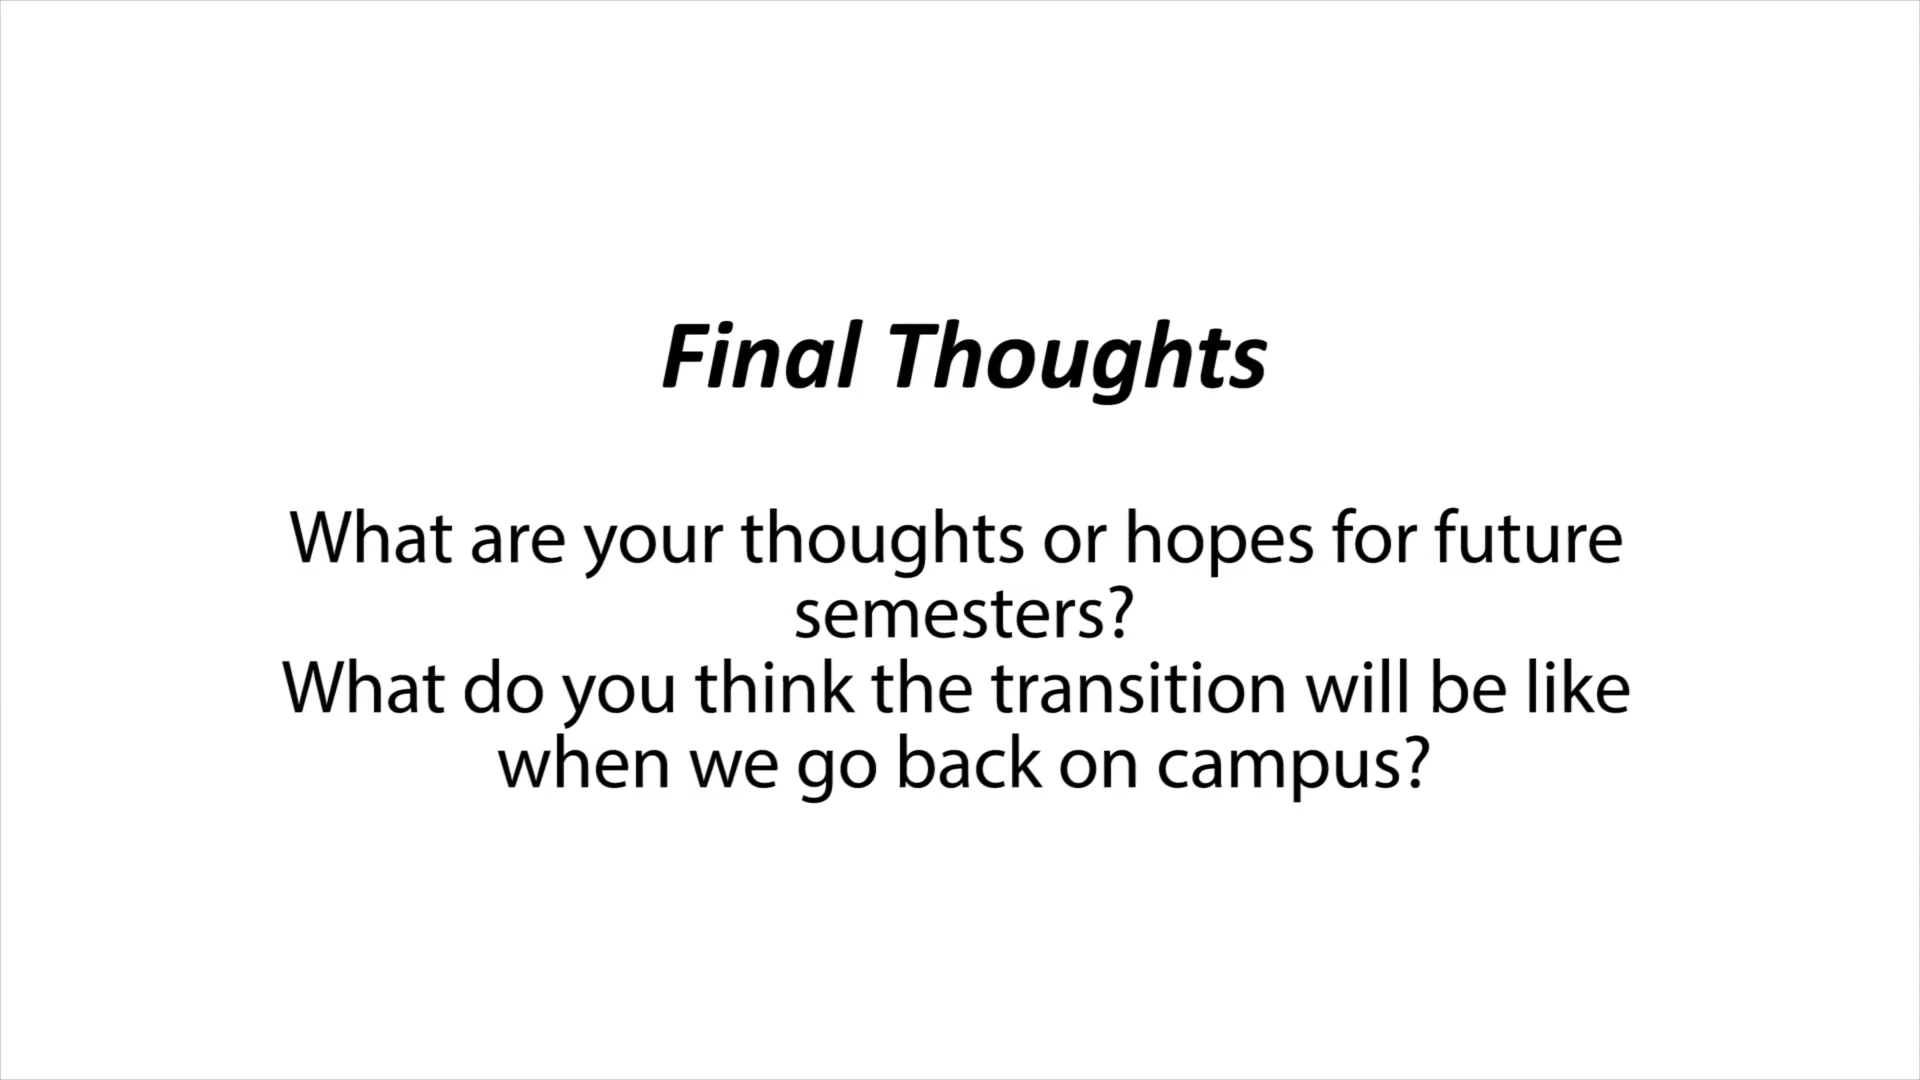 Final Thoughts
What are your thoughts or hopes for future
semesters?
What do you think the transition will be like
when we go back on campus?